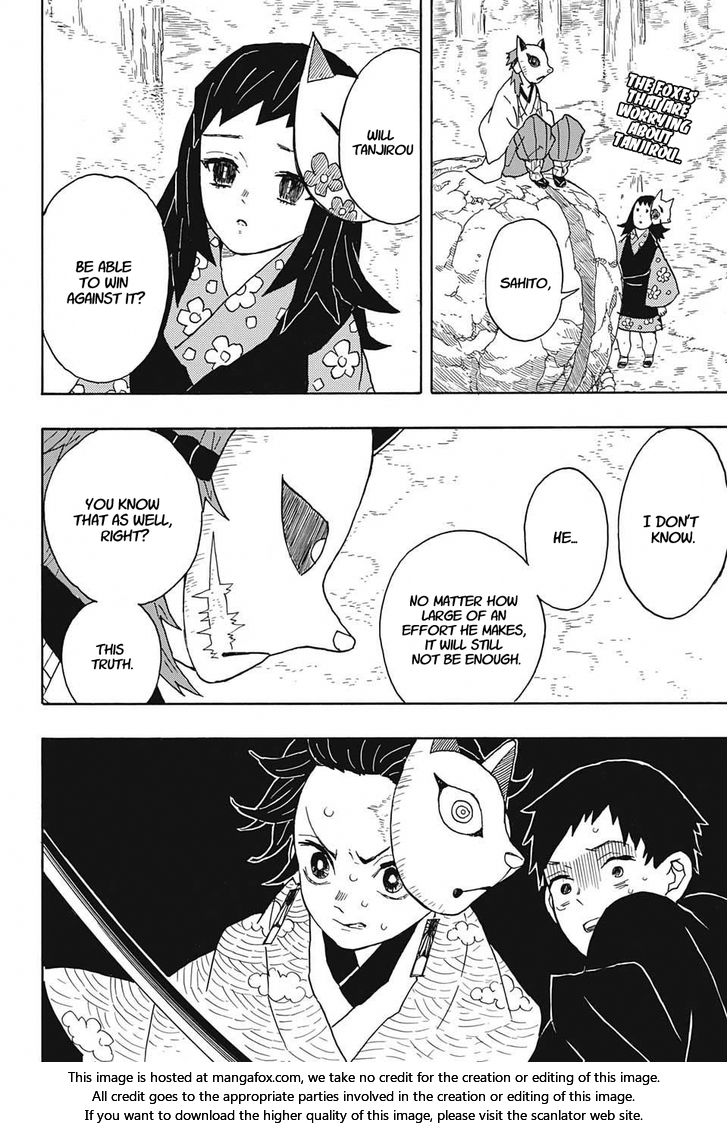 THE FOXES
THAT ARE
WORRYING
ABOUT
TANJIROU..
SAHITO,
WILL
TANJIROU
BE ABLE
TO WIN
AGAINST IT?
I DON'T
KNOW.
HE...
NO MATTER HOW
LARGE OF AN
EFFORT HE MAKES,
IT WILL STILL
NOT BE ENOUGH.
YOU KNOW
THAT AS WELL,
RIGHT?
THIS
TRUTH.
This image is hosted at mangafox.com, we take no credit for the creation or editing of this image.
All credit goes to the appropriate parties involved in the creation or editing of this image.
If you want to download the higher quality of this image, please visit the scanlator web site.